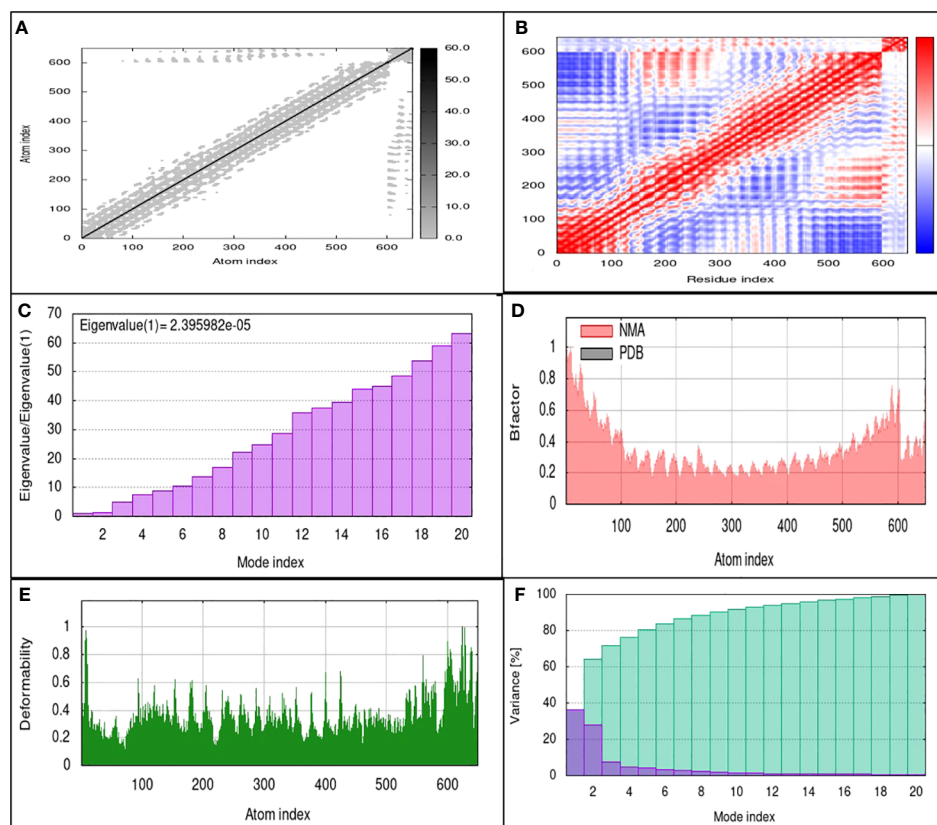 A
Atom index
600
500
400
300
200
100
0
0 100 200 300 400 500 600
Atom index
60.0
50.0
40.0
30.0
20.0
10.0
0.0
B
600
500
400
300
200
100
0
0 100 200 300 400 500 600
Residue index
C
Eigenvalue/Eigenvalue(1)
Eigenvalue(1)= 2.395982e-05
70
60
50
40
30
20
10
0
2 4 6 8 10 12 14 16 18 20
Mode index
D
NMA
PDB
Bfactor
1
0.8
0.6
0.4
0.2
0
100 200 300 400 500 600
Atom index
E
Deformability
1
0.8
0.6
0.4
0.2
0
100 200 300 400 500 600
Atom index
F
Variance [%]
100
80
60
40
20
0
2 4 6 8 10 12 14 16 18 20
Mode index